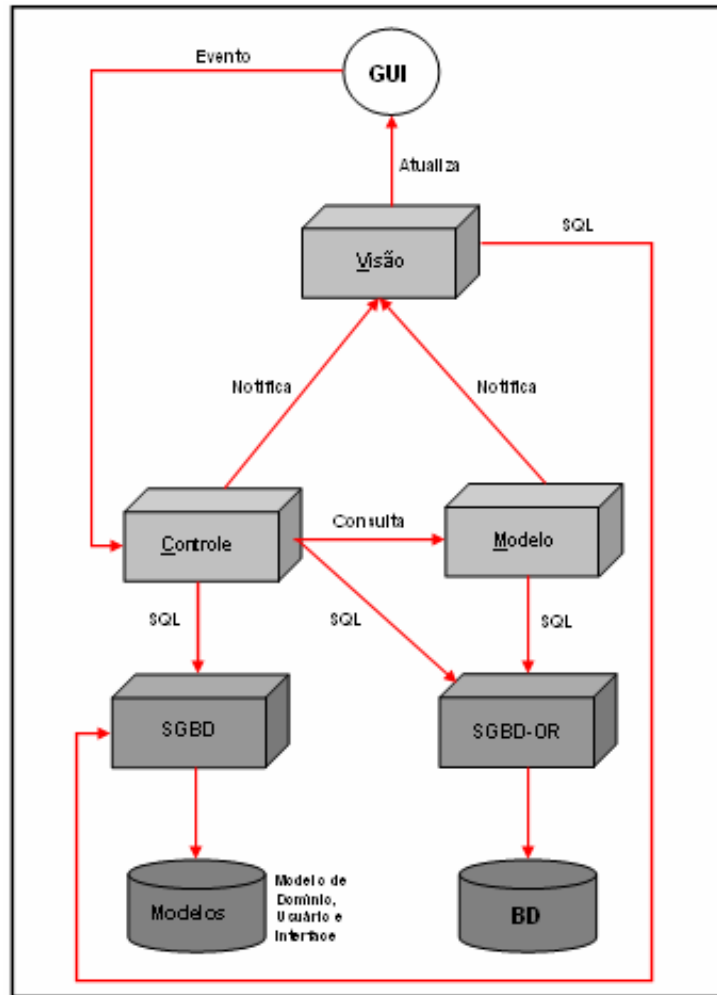 Evento
GUI
Atualiza
SQL
Visão
Notifica
Notifica
Controle
Consulta
Modelo
SQL
SQL
SQL
SGBD
SGBD-OR
Modelos
Modelo de
Domínio,
Usuário e
Interface
BD